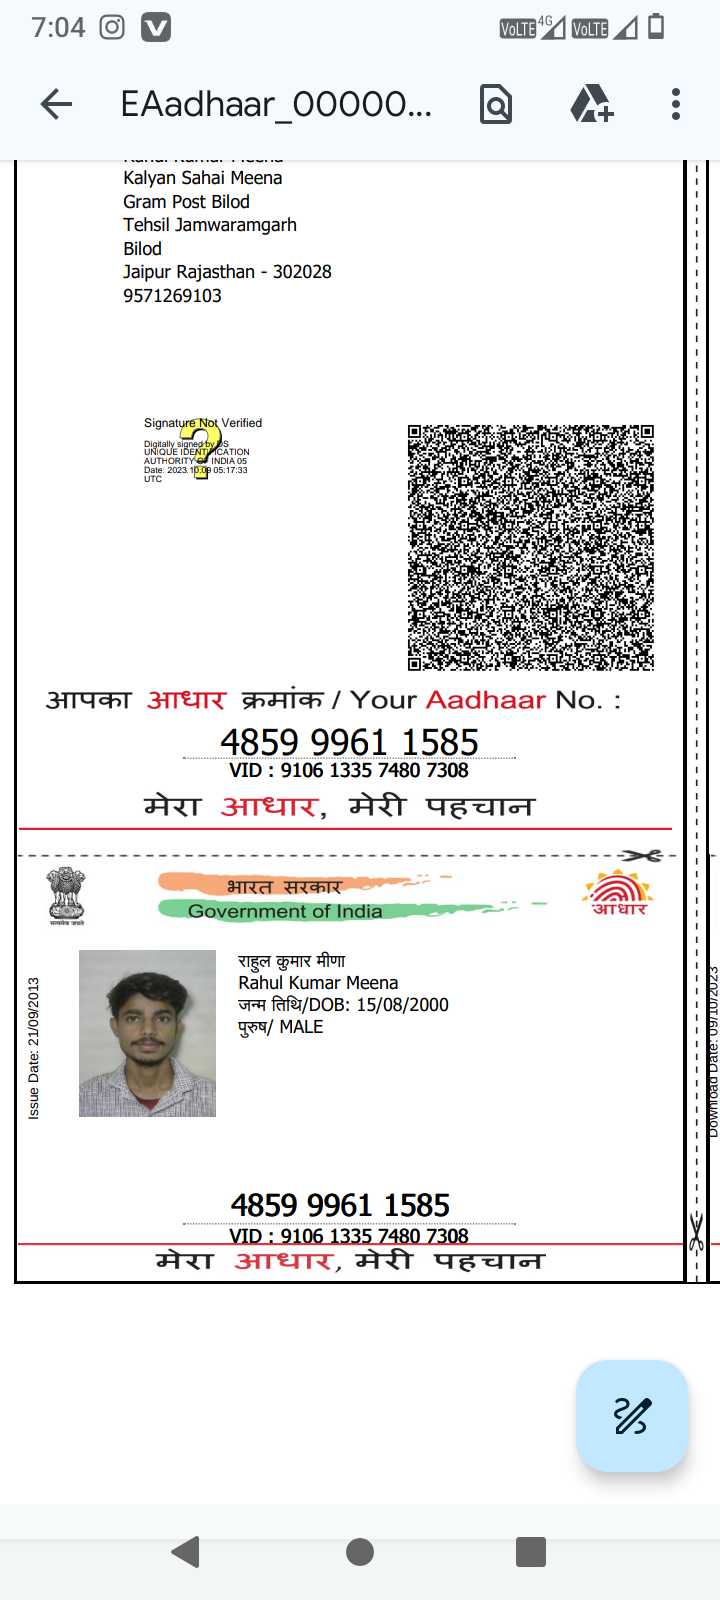 7:04
VoLTE 4G VoLTE
EAadhaar_00000...
Kalyan Sahai Meena
Gram Post Bilod
Tehsil Jamwaramgarh
Bilod
Jaipur Rajasthan - 302028
9571269103
Signature Not Verified
Digitally signed by DS
UNIQUE IDENTIFICATION
AUTHORITY OF INDIA 05
Date: 2023.10.09 05:17:33
UTC
आपका आधार क्रमांक / Your Aadhaar No. :
4859 9961 1585
VID : 9106 1335 7480 7308
मेरा आधार, मेरी पहचान
भारत सरकार
Government of India
सत्यमेव जयते
आधार
Issue Date: 21/09/2013
राहुल कुमार मीणा
Rahul Kumar Meena
जन्म तिथि/DOB: 15/08/2000
पुरुष/ MALE
Download Date: 09/10/2023
4859 9961 1585
VID : 9106 1335 7480 7308
मेरा आधार, मेरी पहचान